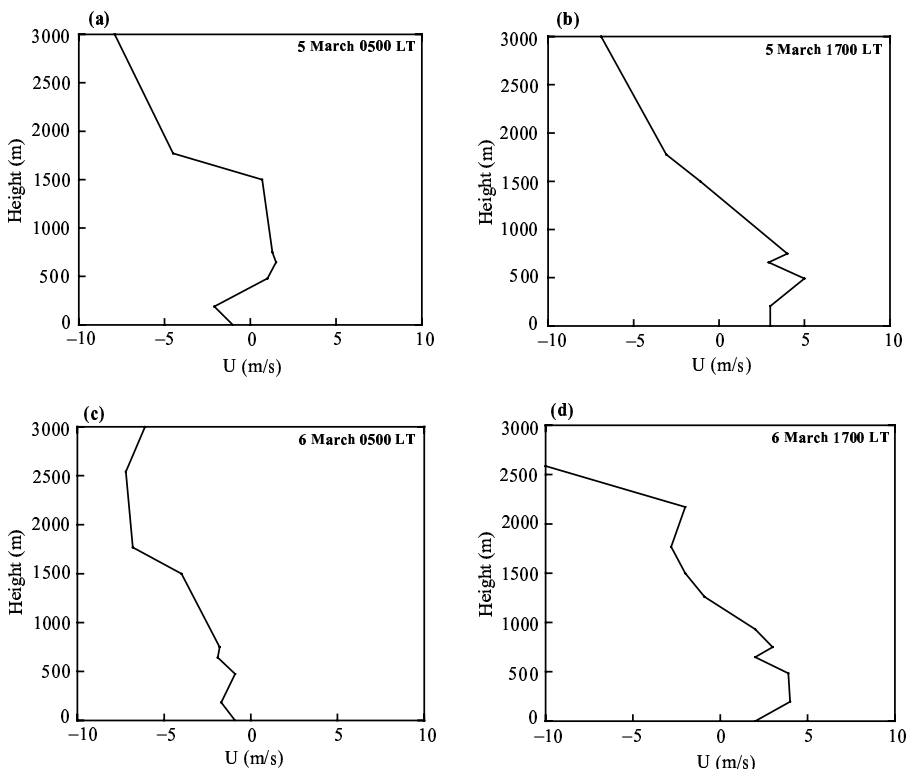 (a)
5 March 0500 LT
3000
2500
2000
1500
1000
500
0
Height (m)
−10 −5 0 5 10
U (m/s)
(b)
5 March 1700 LT
3000
2500
2000
1500
1000
500
0
Height (m)
−10 −5 0 5 10
U (m/s)
(c)
6 March 0500 LT
3000
2500
2000
1500
1000
500
0
Height (m)
−10 −5 0 5 10
U (m/s)
(d)
6 March 1700 LT
3000
2500
2000
1500
1000
500
0
Height (m)
−10 −5 0 5 10
U (m/s)